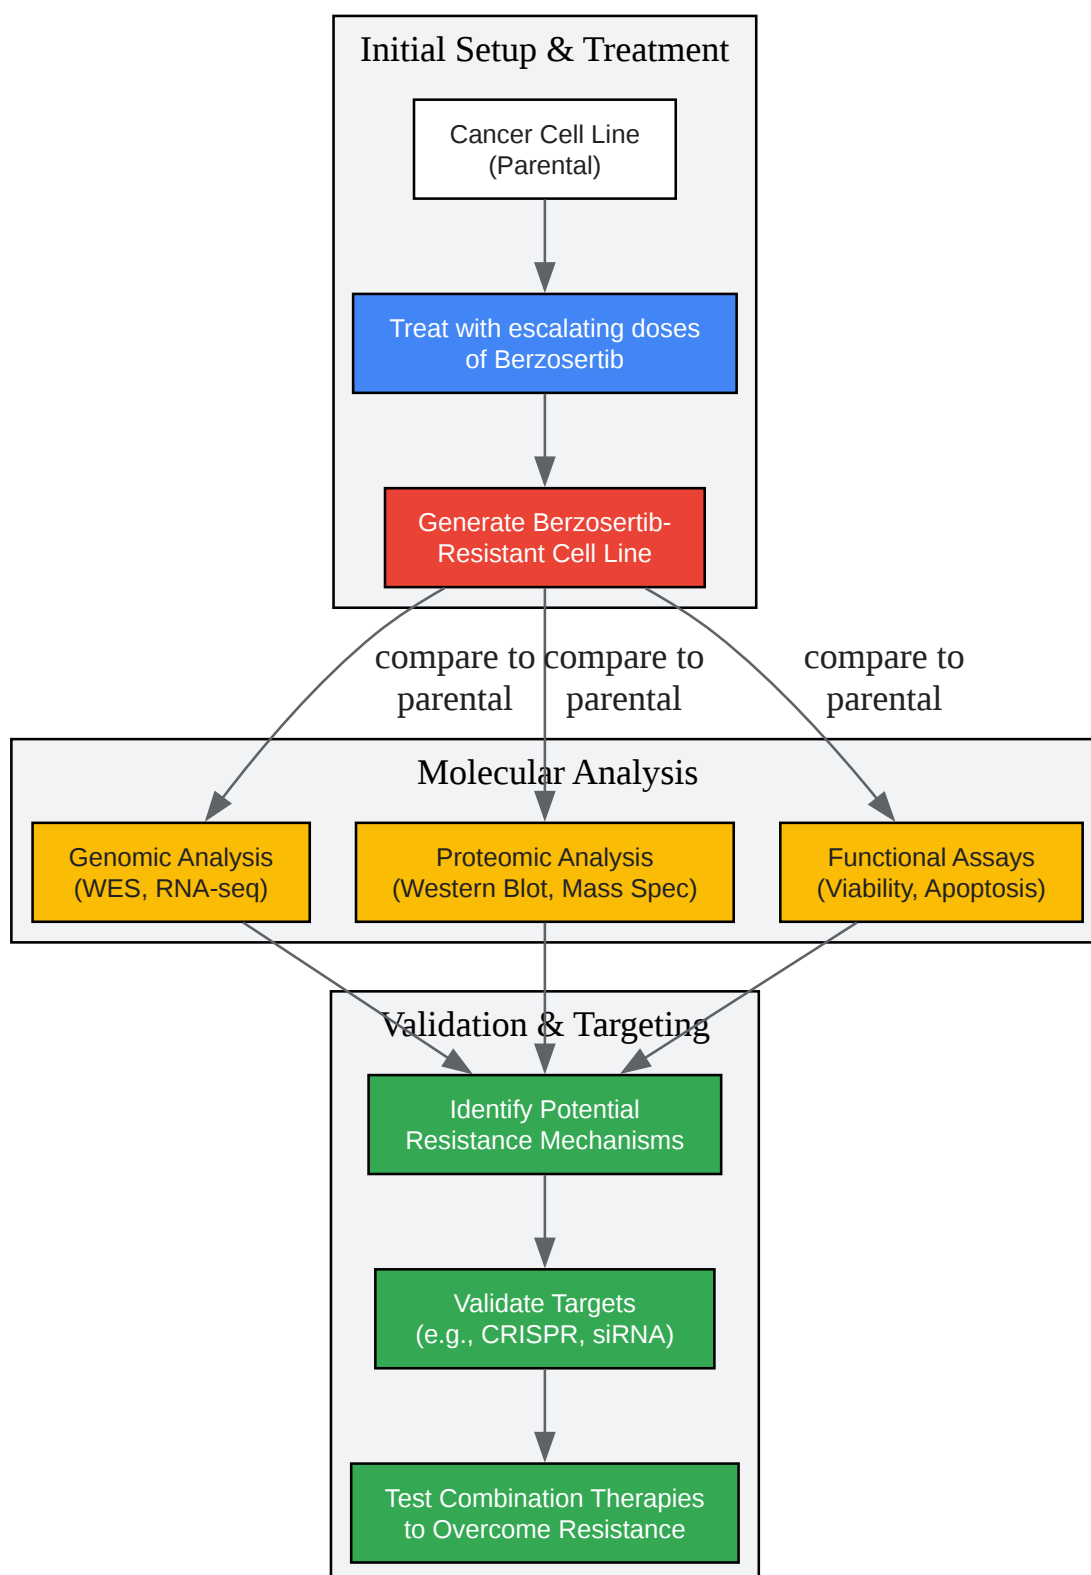 Initial Setup & Treatment
Cancer Cell Line
(Parental)
Treat with escalating doses
of Berzosertib
Generate Berzosertib-
Resistant Cell Line
compare to
parental
compare to
parental
compare to
parental
Molecular Analysis
Genomic Analysis
(WES, RNA-seq)
Proteomic Analysis
(Western Blot, Mass Spec)
Functional Assays
(Viability, Apoptosis)
Validation & Targeting
Identify Potential
Resistance Mechanisms
Validate Targets
(e.g., CRISPR, siRNA)
Test Combination Therapies
to Overcome Resistance